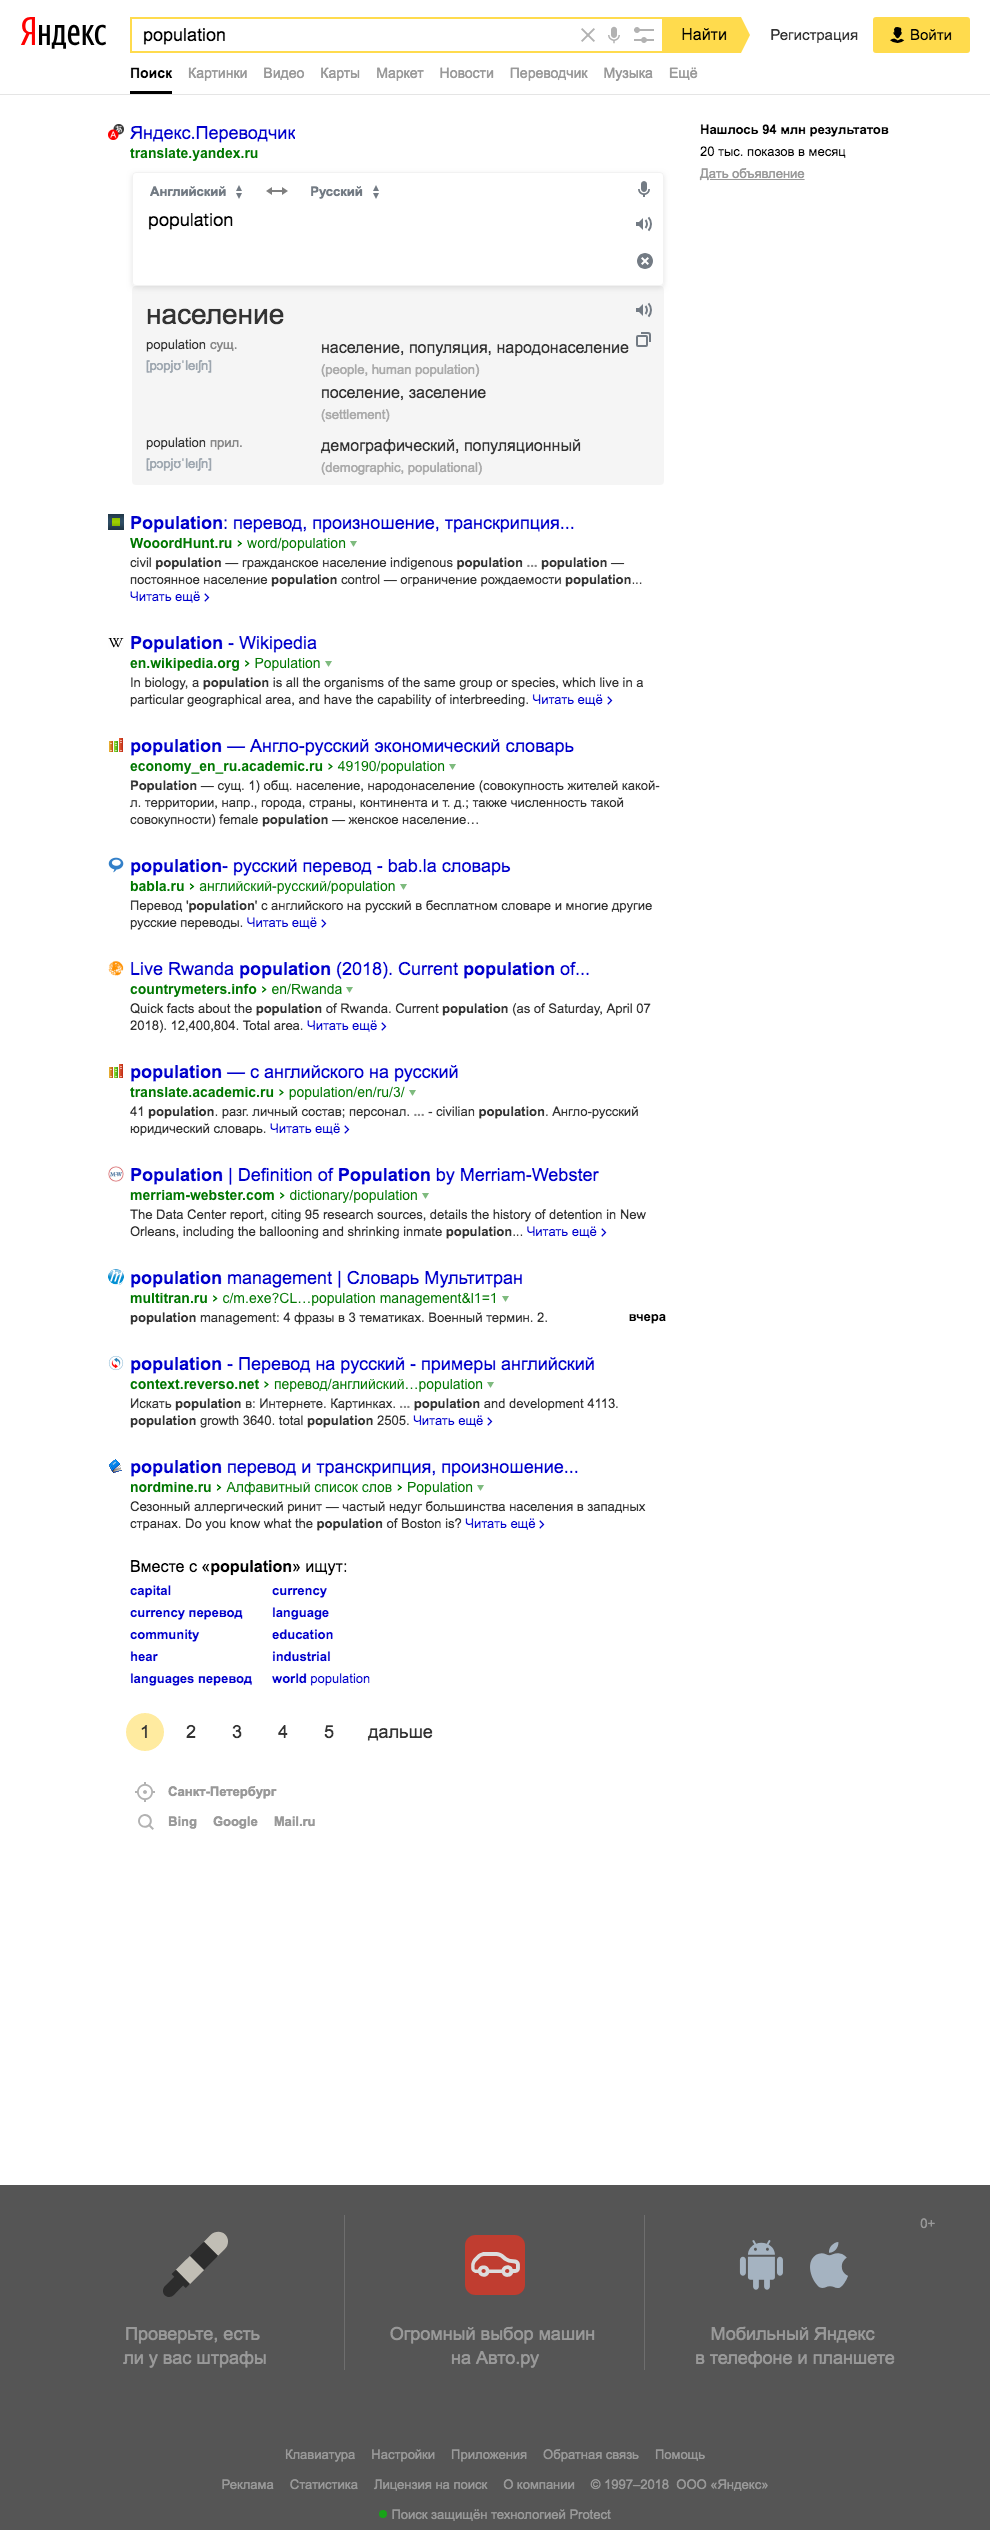 Яндекс
population
Найти
Регистрация
Войти
Поиск Картинки Видео Карты Маркет Новости Переводчик Музыка Ещё
Яндекс.Переводчик
translate.yandex.ru
Нашлось 94 млн результатов
20 тыс. показов в месяц
Дать объявление
Английский Русский
population
население
population сущ.
[pɔpjʊˈleɪʃn]
население, популяция, народонаселение
(people, human population)
поселение, заселение
(settlement)
population прил.
[pɔpjʊˈleɪʃn]
демографический, популяционный
(demographic, populational)
Population: перевод, произношение, транскрипция...
WooordHunt.ru › word/population
civil population — гражданское население indigenous population ... population —
постоянное население population control — ограничение рождаемости population...
Читать ещё ›
Population - Wikipedia
en.wikipedia.org › Population
In biology, a population is all the organisms of the same group or species, which live in a
particular geographical area, and have the capability of interbreeding. Читать ещё ›
population — Англо-русский экономический словарь
economy_en_ru.academic.ru › 49190/population
Population — сущ. 1) общ. население, народонаселение (совокупность жителей какой-
л. территории, напр., города, страны, континента и т. д.; также численность такой
совокупности) female population — женское население…
population- русский перевод - bab.la словарь
babla.ru › английский-русский/population
Перевод 'population' с английского на русский в бесплатном словаре и многие другие
русские переводы. Читать ещё ›
Live Rwanda population (2018). Current population of...
countrymeters.info › en/Rwanda
Quick facts about the population of Rwanda. Current population (as of Saturday, April 07
2018). 12,400,804. Total area. Читать ещё ›
population — с английского на русский
translate.academic.ru › population/en/ru/3/
41 population. разг. личный состав; персонал. ... - civilian population. Англо-русский
юридический словарь. Читать ещё ›
Population | Definition of Population by Merriam-Webster
merriam-webster.com › dictionary/population
The Data Center report, citing 95 research sources, details the history of detention in New
Orleans, including the ballooning and shrinking inmate population... Читать ещё ›
population management | Словарь Мультитран
multitran.ru › c/m.exe?CL…population management&l1=1
population management: 4 фразы в 3 тематиках. Военный термин. 2.
вчера
population - Перевод на русский - примеры английский
context.reverso.net › перевод/английский…population
Искать population в: Интернете. Картинках. ... population and development 4113.
population growth 3640. total population 2505. Читать ещё ›
population перевод и транскрипция, произношение...
nordmine.ru › Алфавитный список слов › Population
Сезонный аллергический ринит — частый недуг большинства населения в западных
странах. Do you know what the population of Boston is? Читать ещё ›
Вместе с «population» ищут:
capital currency
currency перевод language
community education
hear industrial
languages перевод world population
1 2 3 4 5 дальше
Санкт-Петербург
Bing Google Mail.ru
0+
Проверьте, есть
ли у вас штрафы
Огромный выбор машин
на Авто.ру
Мобильный Яндекс
в телефоне и планшете
Клавиатура Настройки Приложения Обратная связь Помощь
Реклама Статистика Лицензия на поиск О компании © 1997–2018 ООО «Яндекс»
Поиск защищён технологией Protect